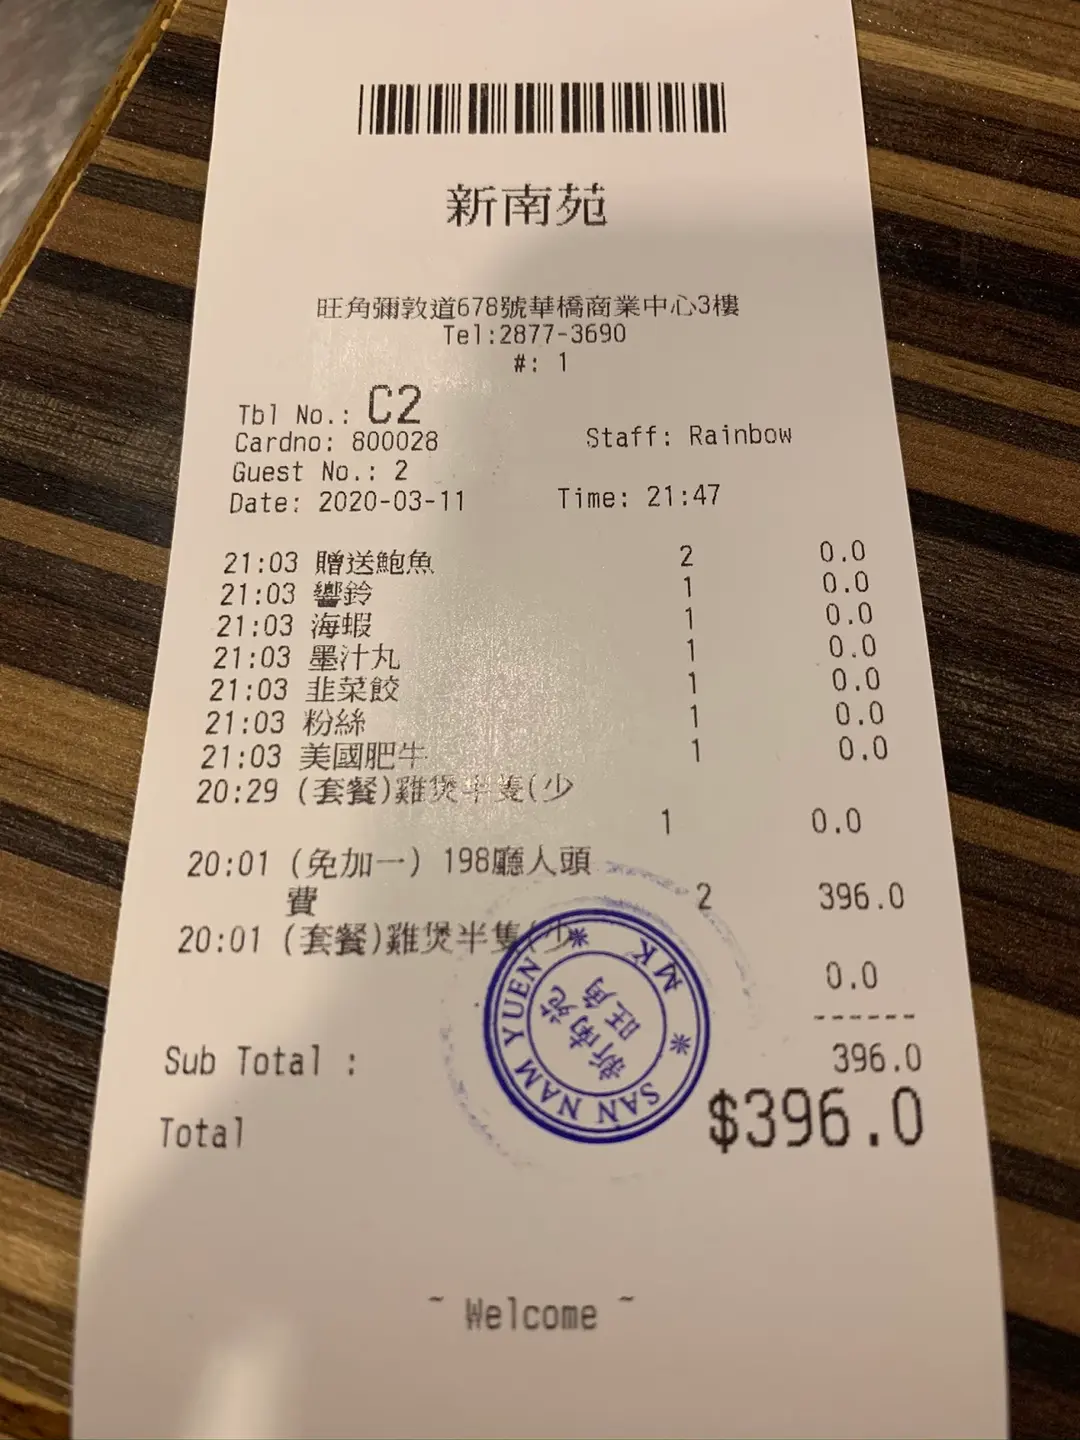 新南苑
旺角彌敦道678號華橋商業中心3樓
Tel:2877-3690
#: 1
Tbl No.: C2
Cardno: 800028 Staff: Rainbow
Guest No.: 2
Date: 2020-03-11 Time: 21:47
21:03 贈送鮑魚 2 0.0
21:03 響鈴 1 0.0
21:03 海蝦 1 0.0
21:03 墨汁丸 1 0.0
21:03 韭菜餃 1 0.0
21:03 粉絲 1 0.0
21:03 美國肥牛 1 0.0
20:29 (套餐)雞煲半隻(少
1 0.0
20:01 (免加一) 198廳人頭
費 2 396.0
20:01 (套餐)雞煲半隻(少
0.0
------
Sub Total : 396.0
Total $396.0
SAN NAM YUEN * MK *
新南苑
旺角
~ Welcome ~